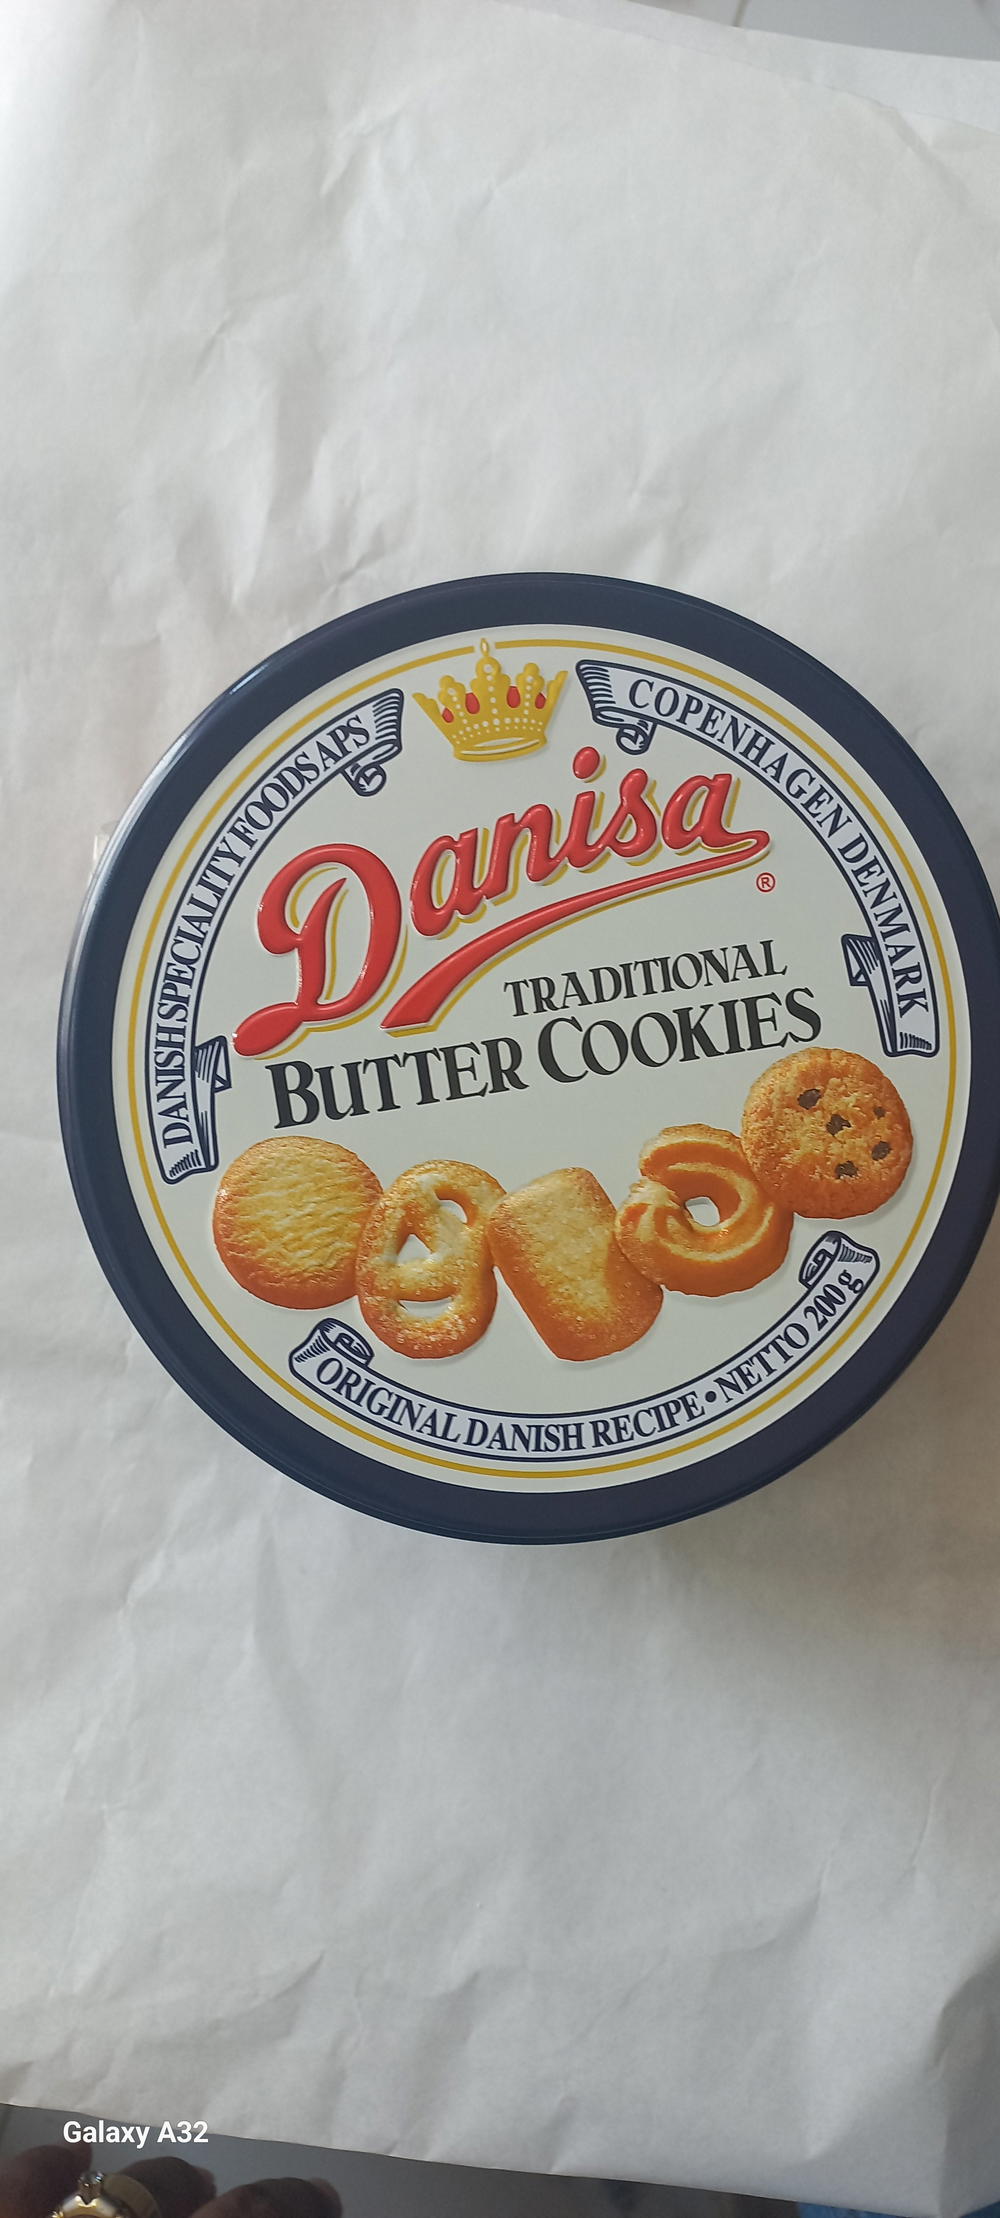 DANISH SPECIALITY FOODS APS
COPENHAGEN DENMARK
Danisa
®
TRADITIONAL
BUTTER COOKIES
ORIGINAL DANISH RECIPE • NETTO 200g
Galaxy A32